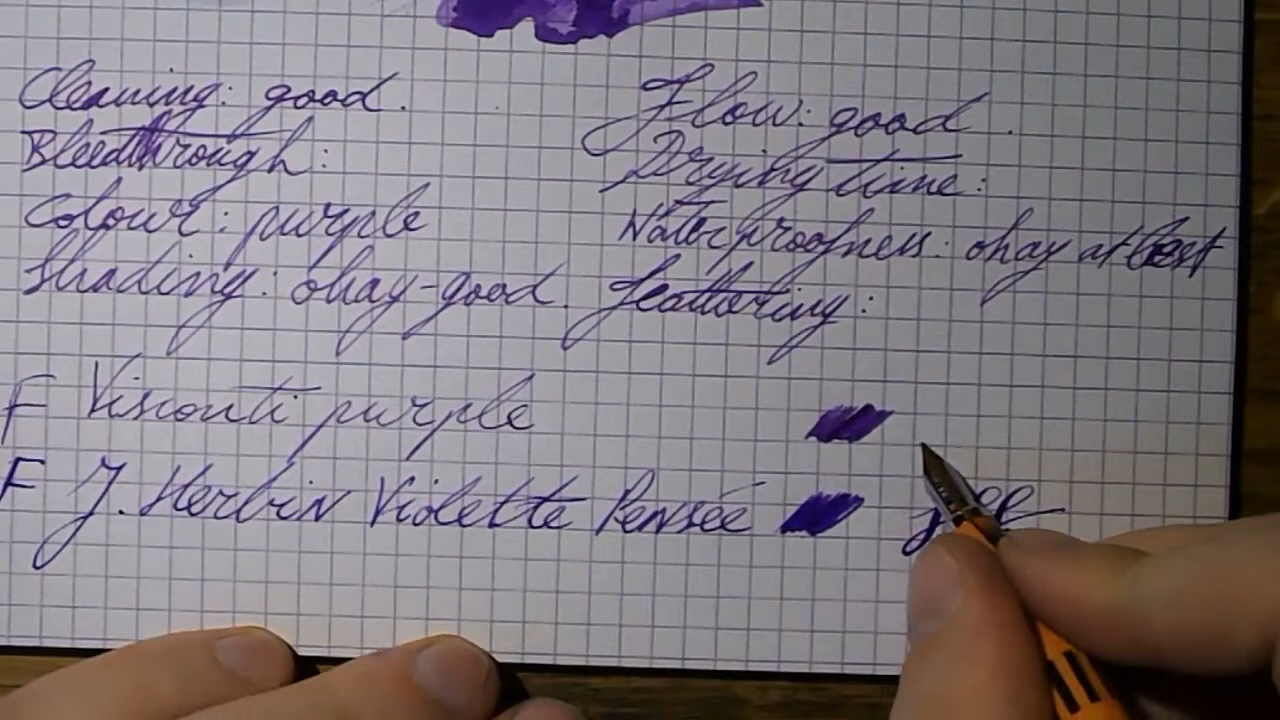 Cleaning: good.
Bleedthrough:
Colour: purple
Shading: okay-good.
Flow: good.
Drying time:
Waterproofness: okay at best
Feathering:
F Visconti purple
F J. Herbin Violette Pensée